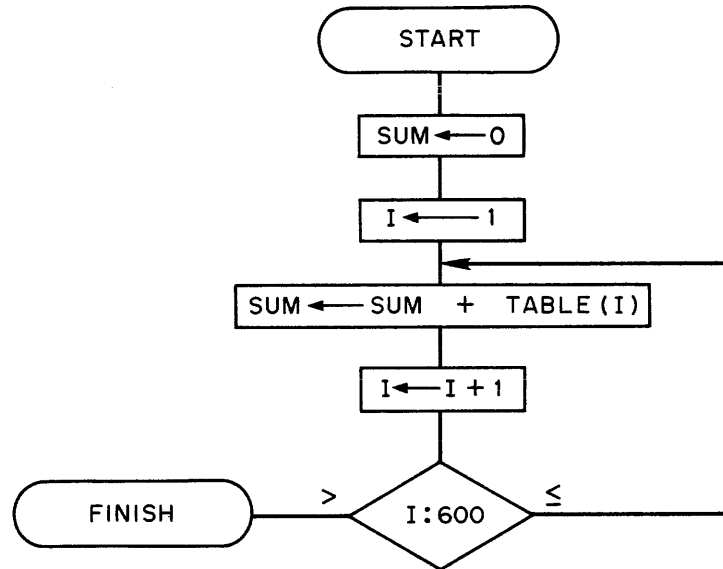 START
SUM ← 0
I ← 1
SUM ← SUM + TABLE (I)
I ← I + 1
FINISH
>
I:600
≤